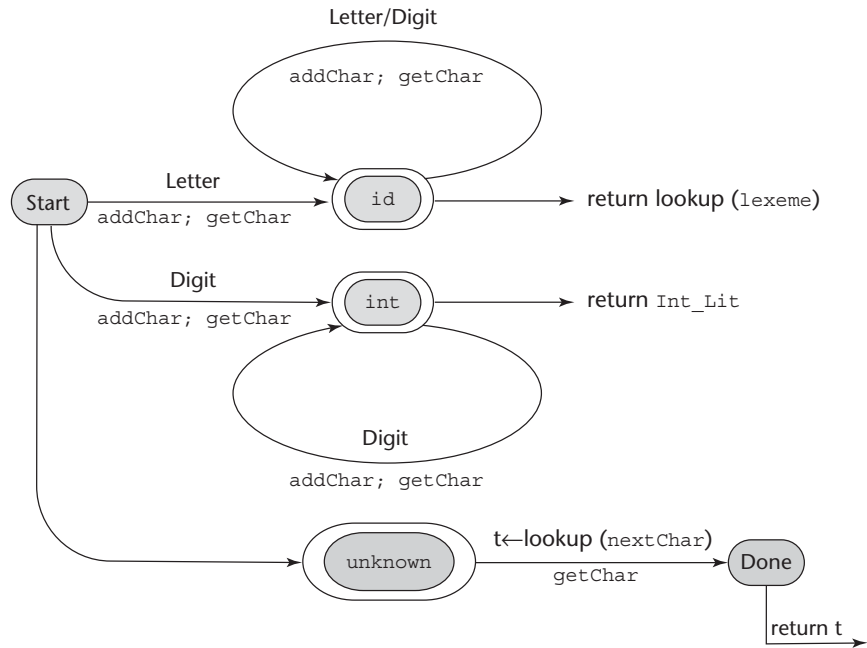 Letter/Digit
addChar; getChar
Start
Letter
addChar; getChar
id
return lookup (lexeme)
Digit
addChar; getChar
int
return Int_Lit
Digit
addChar; getChar
unknown
t←lookup (nextChar)
getChar
Done
return t